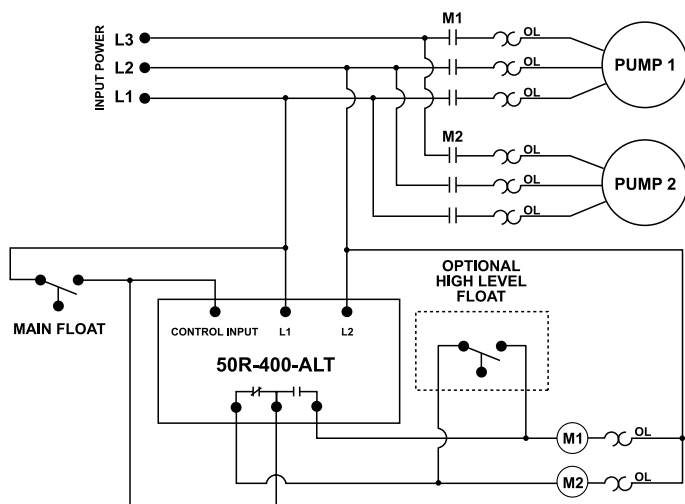 M1
INPUT POWER
L3
L2
L1
OL
OL
OL
PUMP 1
M2
OL
OL
OL
PUMP 2
MAIN FLOAT
OPTIONAL
HIGH LEVEL
FLOAT
CONTROL INPUT
L1
L2
50R-400-ALT
M1
OL
M2
OL